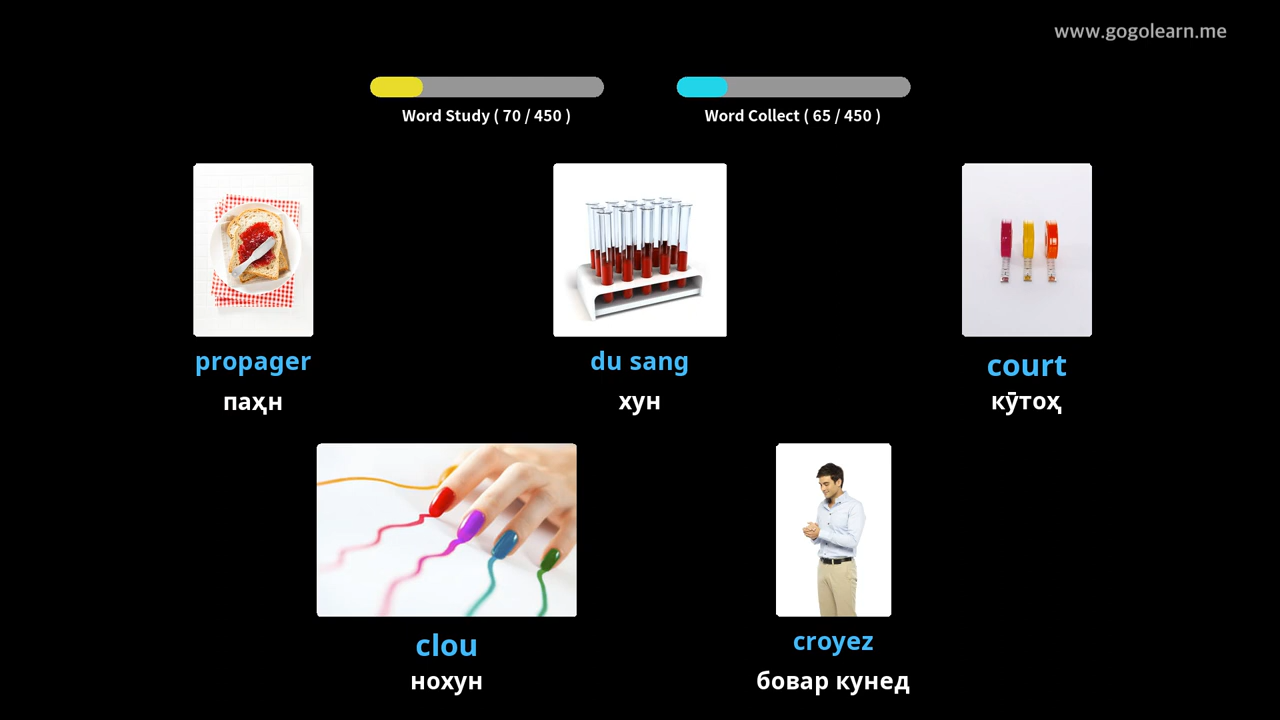 www.gogolearn.me
Word Study ( 70 / 450 )
Word Collect ( 65 / 450 )
propager
паҳн
du sang
хун
court
кӯтоҳ
clou
нохун
croyez
бовар кунед